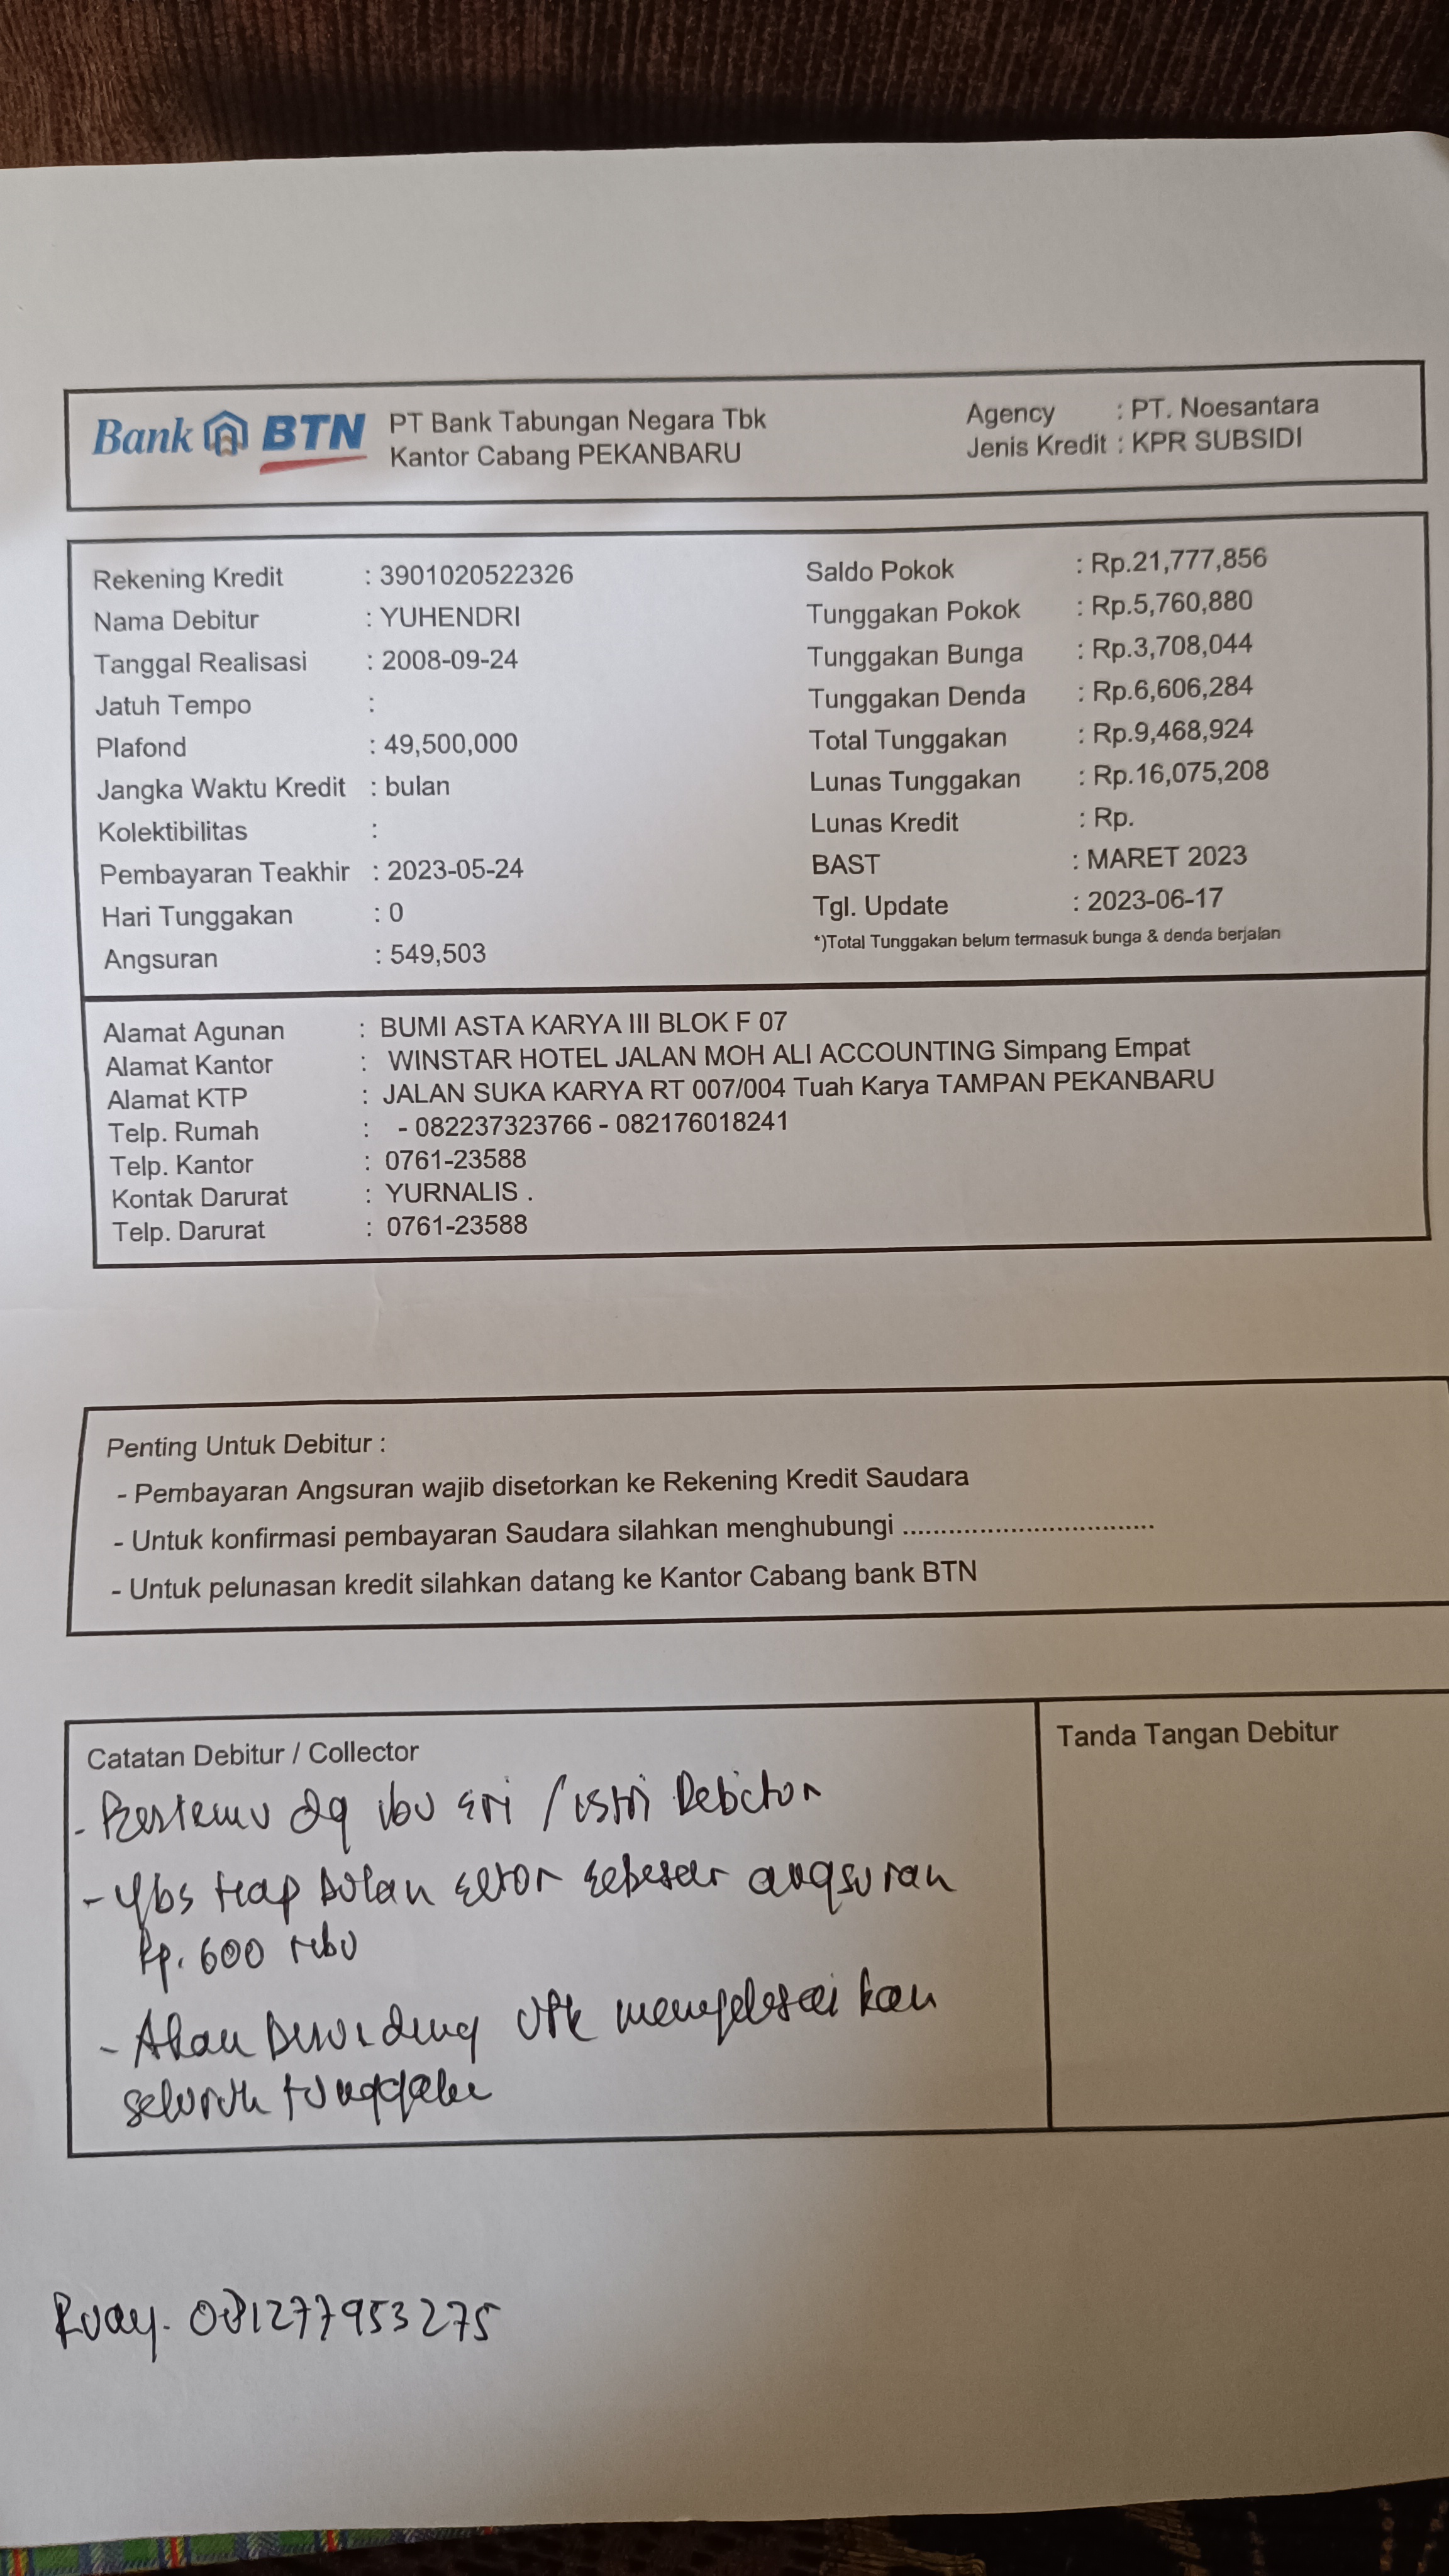 Bank BTN PT Bank Tabungan Negara Tbk
Kantor Cabang PEKANBARU
Agency : PT. Noesantara
Jenis Kredit : KPR SUBSIDI
Rekening Kredit : 3901020522326
Nama Debitur : YUHENDRI
Tanggal Realisasi : 2008-09-24
Jatuh Tempo :
Plafond : 49,500,000
Jangka Waktu Kredit : bulan
Kolektibilitas :
Pembayaran Teakhir : 2023-05-24
Hari Tunggakan : 0
Angsuran : 549,503
Saldo Pokok : Rp.21,777,856
Tunggakan Pokok : Rp.5,760,880
Tunggakan Bunga : Rp.3,708,044
Tunggakan Denda : Rp.6,606,284
Total Tunggakan : Rp.9,468,924
Lunas Tunggakan : Rp.16,075,208
Lunas Kredit : Rp.
BAST : MARET 2023
Tgl. Update : 2023-06-17
*)Total Tunggakan belum termasuk bunga & denda berjalan
Alamat Agunan : BUMI ASTA KARYA III BLOK F 07
Alamat Kantor : WINSTAR HOTEL JALAN MOH ALI ACCOUNTING Simpang Empat
Alamat KTP : JALAN SUKA KARYA RT 007/004 Tuah Karya TAMPAN PEKANBARU
Telp. Rumah : - 082237323766 - 082176018241
Telp. Kantor : 0761-23588
Kontak Darurat : YURNALIS .
Telp. Darurat : 0761-23588
Penting Untuk Debitur :
- Pembayaran Angsuran wajib disetorkan ke Rekening Kredit Saudara
- Untuk konfirmasi pembayaran Saudara silahkan menghubungi .................................
- Untuk pelunasan kredit silahkan datang ke Kantor Cabang bank BTN
Catatan Debitur / Collector
- Bertemu dg ibu Eri / istri Debitor
- Ybs tiap bulan setor sebesar angsuran
Rp. 600 ribu
- Akan utk menyelesaikan
seluruh tunggakan
Tanda Tangan Debitur
081277953275